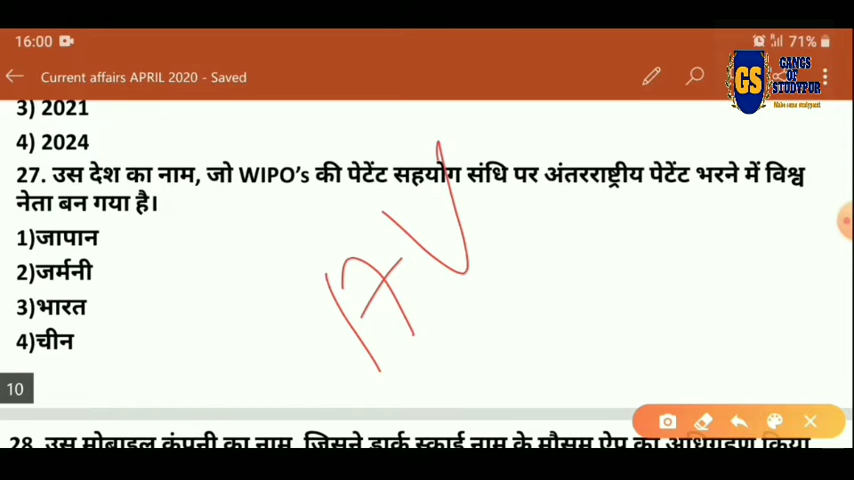 16:00 71%
Current affairs APRIL 2020 - Saved
GS GANGS OF STUDYPUR
3) 2021
4) 2024
27. उस देश का नाम, जो WIPO's की पेटेंट सहयोग संधि पर अंतरराष्ट्रीय पेटेंट भरने में विश्व
नेता बन गया है।
1)जापान
2)जर्मनी
3)भारत
4)चीन
10
28. उस मोबाइल कंपनी का नाम, जिसने डार्क स्काई नाम के मौसम ऐप का अधिग्रहण किया